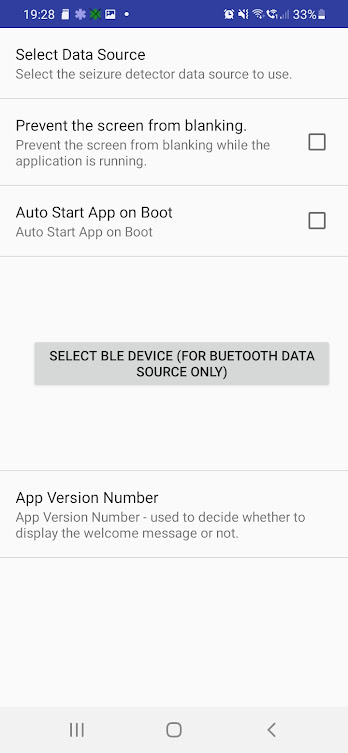 19:28 33%
Select Data Source
Select the seizure detector data source to use.
Prevent the screen from blanking.
Prevent the screen from blanking while the
application is running.
Auto Start App on Boot
Auto Start App on Boot
SELECT BLE DEVICE (FOR BUETOOTH DATA
SOURCE ONLY)
App Version Number
App Version Number - used to decide whether to
display the welcome message or not.